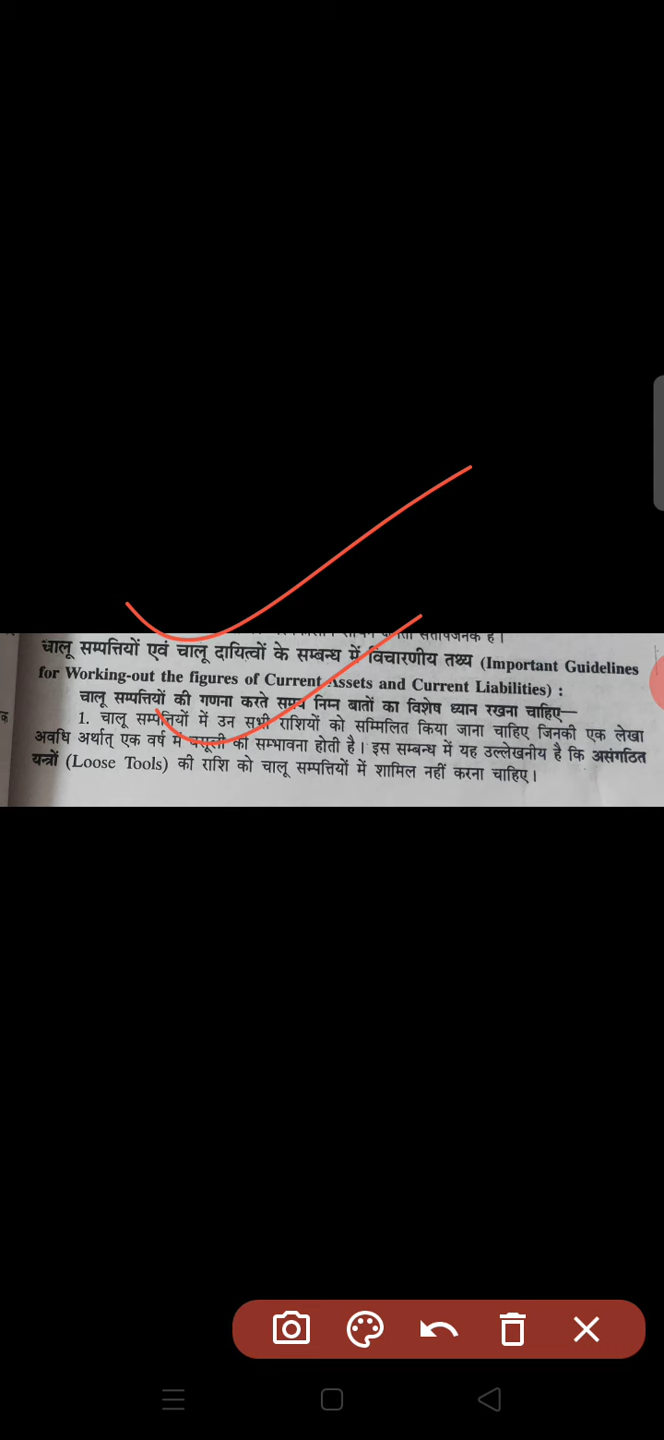 संतोषजनक है।
चालू सम्पत्तियों एवं चालू दायित्वों के सम्बन्ध में विचारणीय तथ्य (Important Guidelines
for Working-out the figures of Current Assets and Current Liabilities) :
चालू सम्पत्तियों की गणना करते समय निम्न बातों का विशेष ध्यान रखना चाहिए—
1. चालू सम्पत्तियों में उन सभी राशियों को सम्मिलित किया जाना चाहिए जिनकी एक लेखा
अवधि अर्थात् एक वर्ष में वसूली की सम्भावना होती है। इस सम्बन्ध में यह उल्लेखनीय है कि असंगठित
यन्त्रों (Loose Tools) की राशि को चालू सम्पत्तियों में शामिल नहीं करना चाहिए।